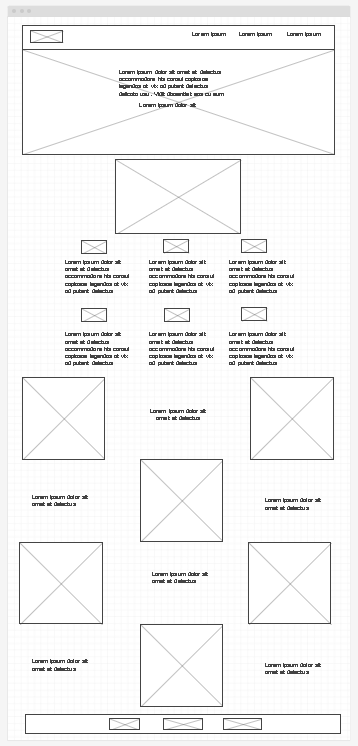 Lorem ipsum Lorem ipsum Lorem ipsum
Lorem ipsum dolor sit amet at delectus
accommodare his consul copiosae
legendos at vix ad putent delectus
delicata usu. Vidit dissentiet eos cu eum
Lorem ipsum dolor sit
Lorem ipsum dolor sit
amet at delectus
accommodare his consul
copiosae legendos at vix
ad putent delectus
Lorem ipsum dolor sit
amet at delectus
accommodare his consul
copiosae legendos at vix
ad putent delectus
Lorem ipsum dolor sit
amet at delectus
accommodare his consul
copiosae legendos at vix
ad putent delectus
Lorem ipsum dolor sit
amet at delectus
accommodare his consul
copiosae legendos at vix
ad putent delectus
Lorem ipsum dolor sit
amet at delectus
accommodare his consul
copiosae legendos at vix
ad putent delectus
Lorem ipsum dolor sit
amet at delectus
accommodare his consul
copiosae legendos at vix
ad putent delectus
Lorem ipsum dolor sit
amet at delectus
Lorem ipsum dolor sit
amet at delectus
Lorem ipsum dolor sit
amet at delectus
Lorem ipsum dolor sit
amet at delectus
Lorem ipsum dolor sit
amet at delectus
Lorem ipsum dolor sit
amet at delectus